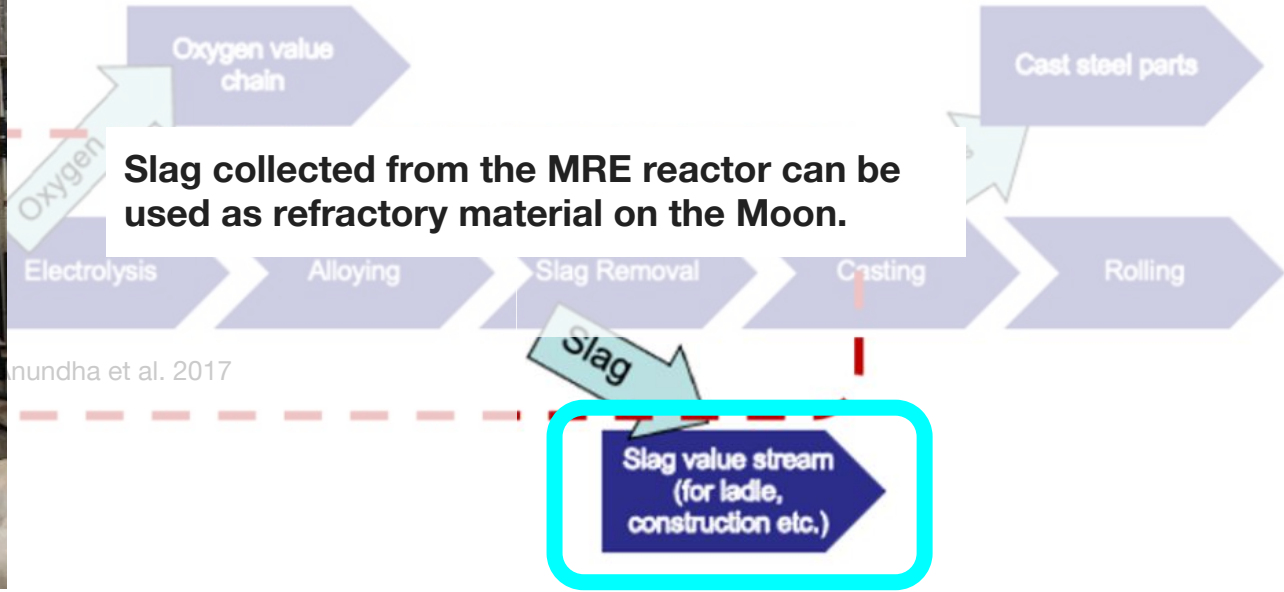 Oxygen value
chain
Cast steel parts
Oxygen
Slag collected from the MRE reactor can be
used as refractory material on the Moon.
Electrolysis
Alloying
Slag Removal
Casting
Rolling
Slag
nundha et al. 2017
Slag value stream
(for ladle,
construction etc.)